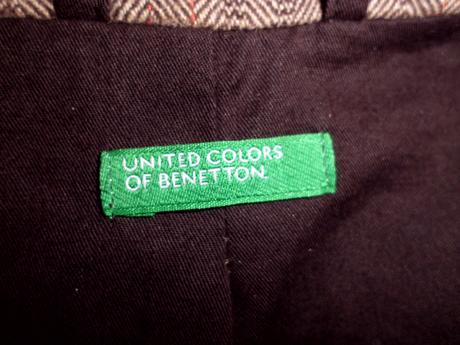 UNITED COLORS
OF BENETTON.